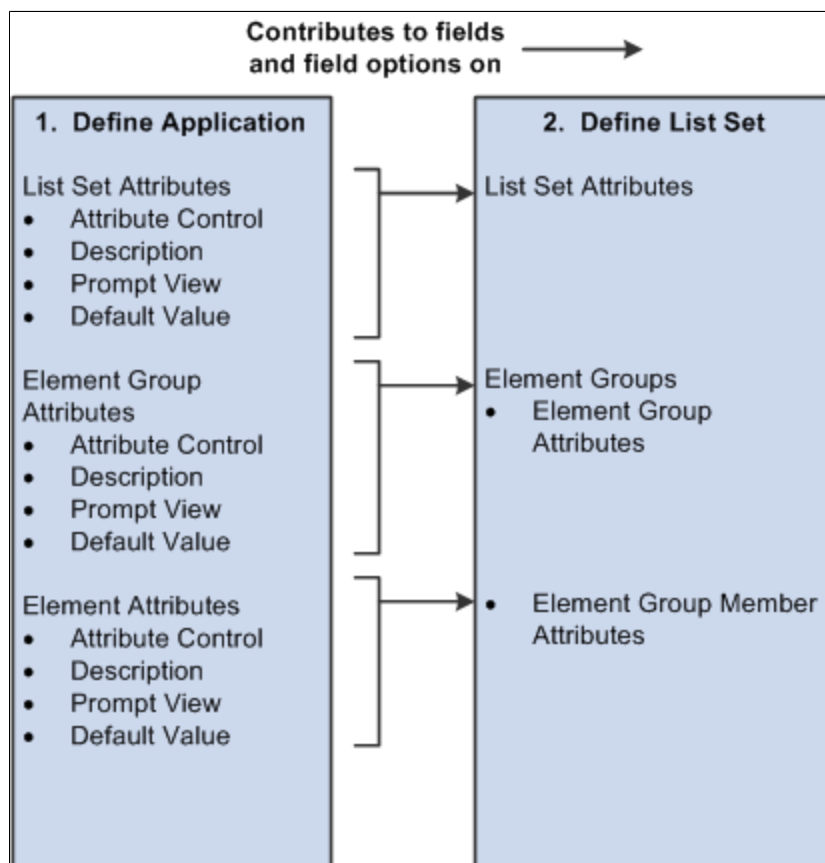 Contributes to fields
and field options on
1. Define Application
List Set Attributes
• Attribute Control
• Description
• Prompt View
• Default Value
Element Group
Attributes
• Attribute Control
• Description
• Prompt View
• Default Value
Element Attributes
• Attribute Control
• Description
• Prompt View
• Default Value
2. Define List Set
List Set Attributes
Element Groups
• Element Group
Attributes
• Element Group Member
Attributes